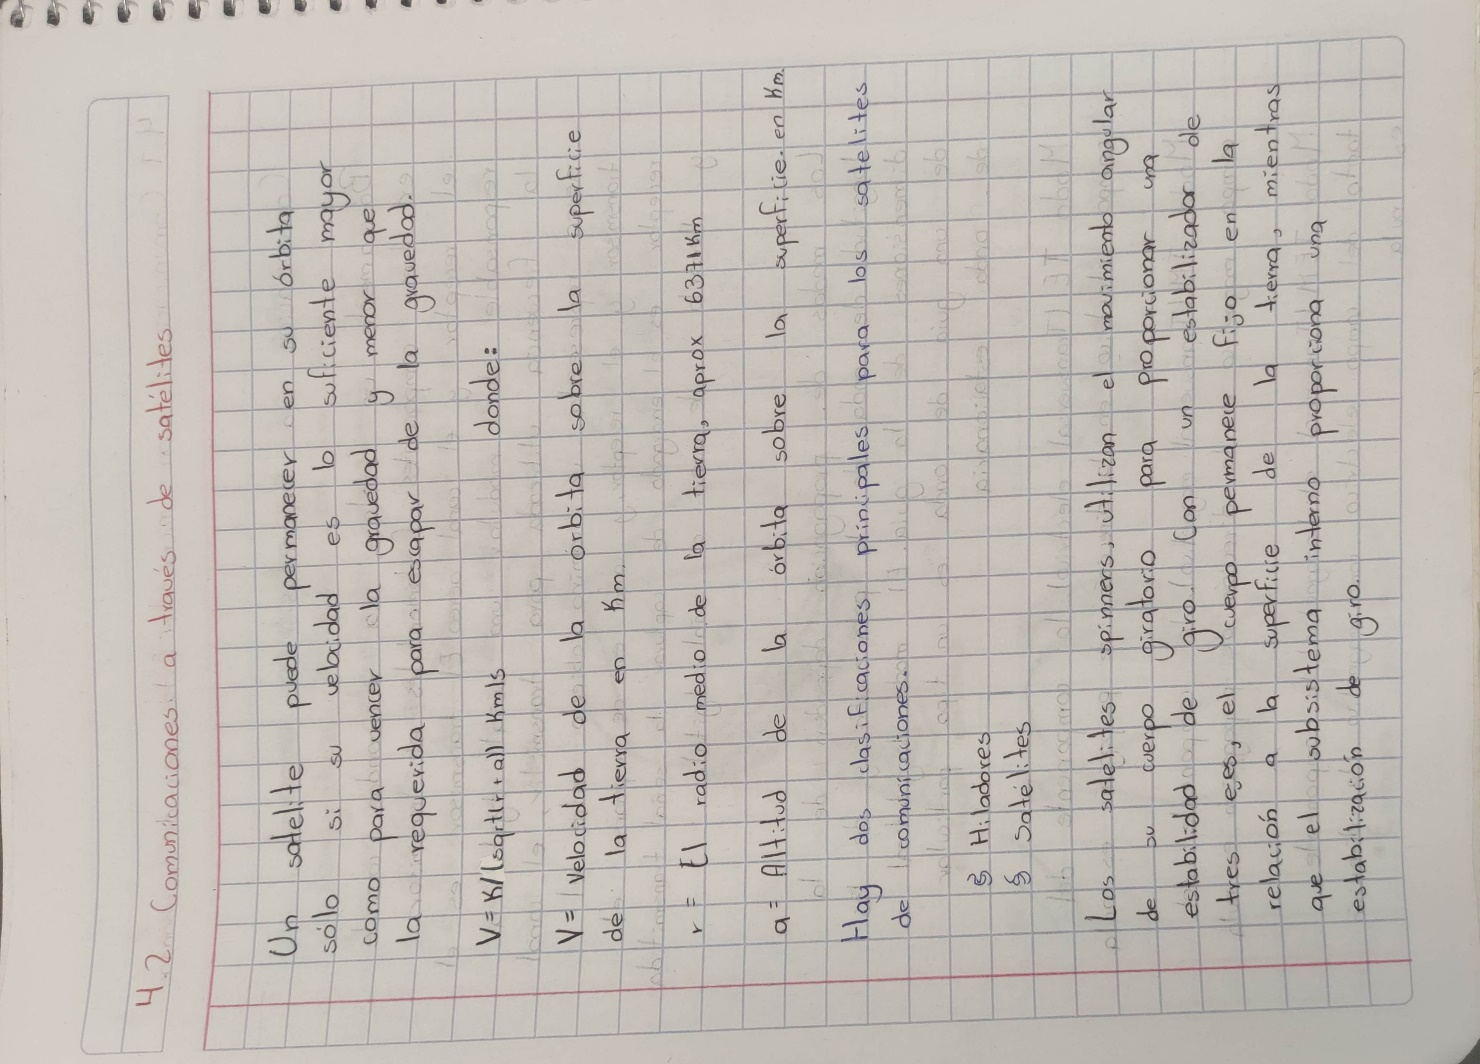 4.2 Comunicaciones a través de satélites
Un satelite puede permanecer en su órbita
sólo si su velocidad es lo suficiente mayor
como para vencer la gravedad y menor que
la requerida para escapar de la gravedad.
V=K/(sqrt(r+a)) Km/s donde:
V= Velocidad de la órbita sobre la superficie
de la tierra en Km.
r = El radio medio de la tierra, aprox 6371Km
a= Altitud de la órbita sobre la superficie en Km.
Hay dos clasificaciones principales para los satelites
de comunicaciones.
§ Hiladores
§ Satélites
Los satelites spinners, utilizan el movimiento angular
de su cuerpo giratorio para proporcionar una
estabilidad de giro. Con un estabilizador de
tres ejes, el cuerpo permanece fijo en la
relación a la superficie de la tierra, mientras
que el subsistema interno proporciona una
estabilización de giro.